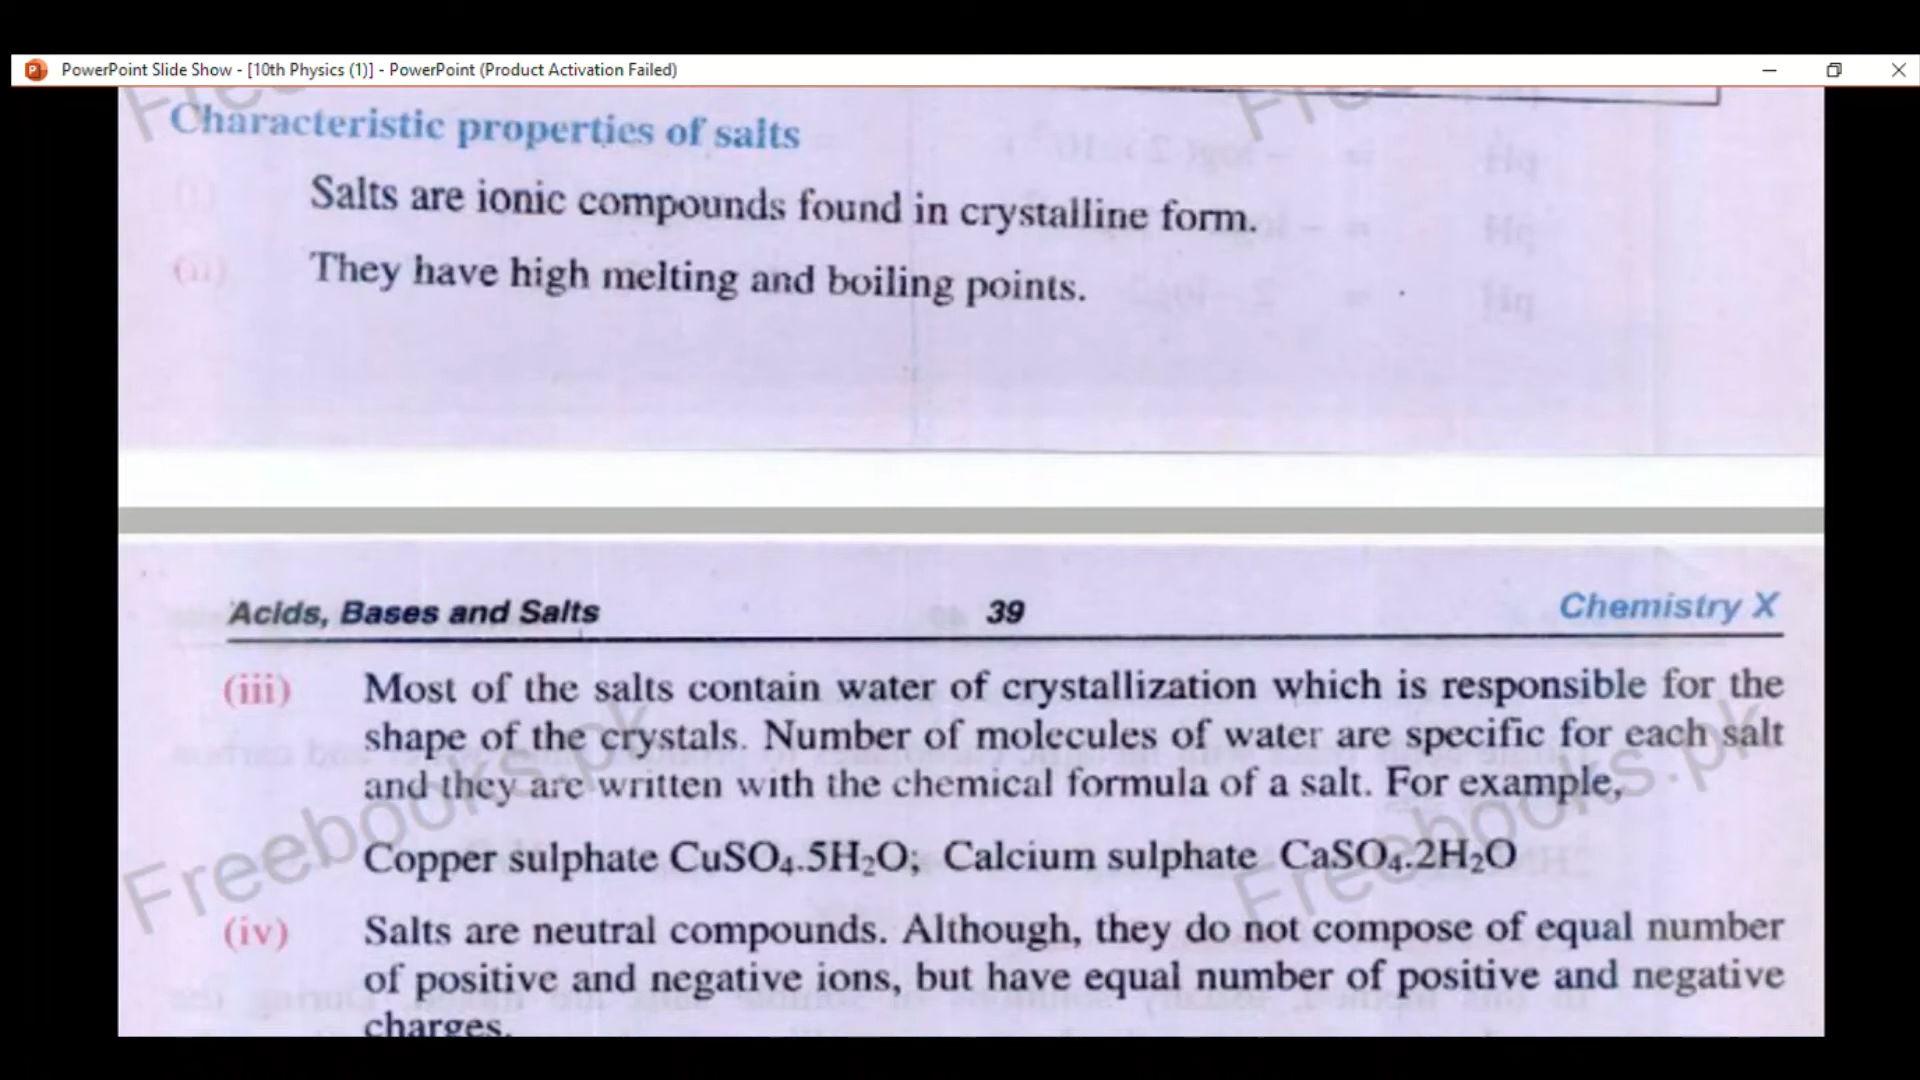 PowerPoint Slide Show - [10th Physics (1)] - PowerPoint (Product Activation Failed)
Characteristic properties of salts
(i) Salts are ionic compounds found in crystalline form.
(ii) They have high melting and boiling points.
Acids, Bases and Salts 39 Chemistry X
(iii) Most of the salts contain water of crystallization which is responsible for the
shape of the crystals. Number of molecules of water are specific for each salt
and they are written with the chemical formula of a salt. For example,
Copper sulphate CuSO₄.5H₂O; Calcium sulphate CaSO₄.2H₂O
(iv) Salts are neutral compounds. Although, they do not compose of equal number
of positive and negative ions, but have equal number of positive and negative
charges.
Freebooks.pk
Freebooks.pk